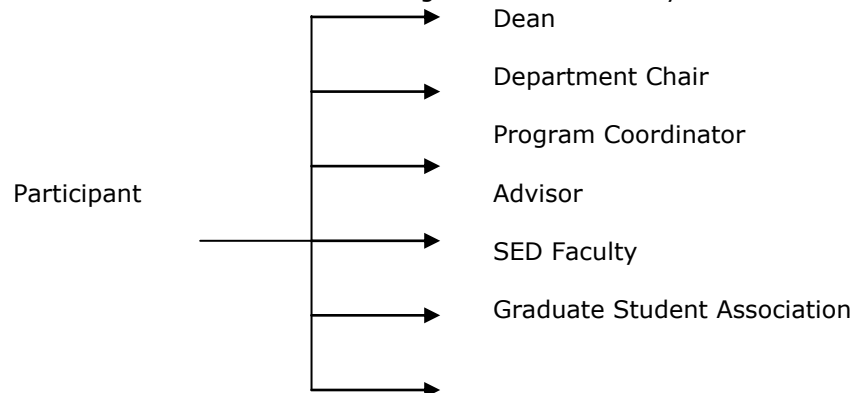 Dean
Department Chair
Program Coordinator
Participant
Advisor
SED Faculty
Graduate Student Association